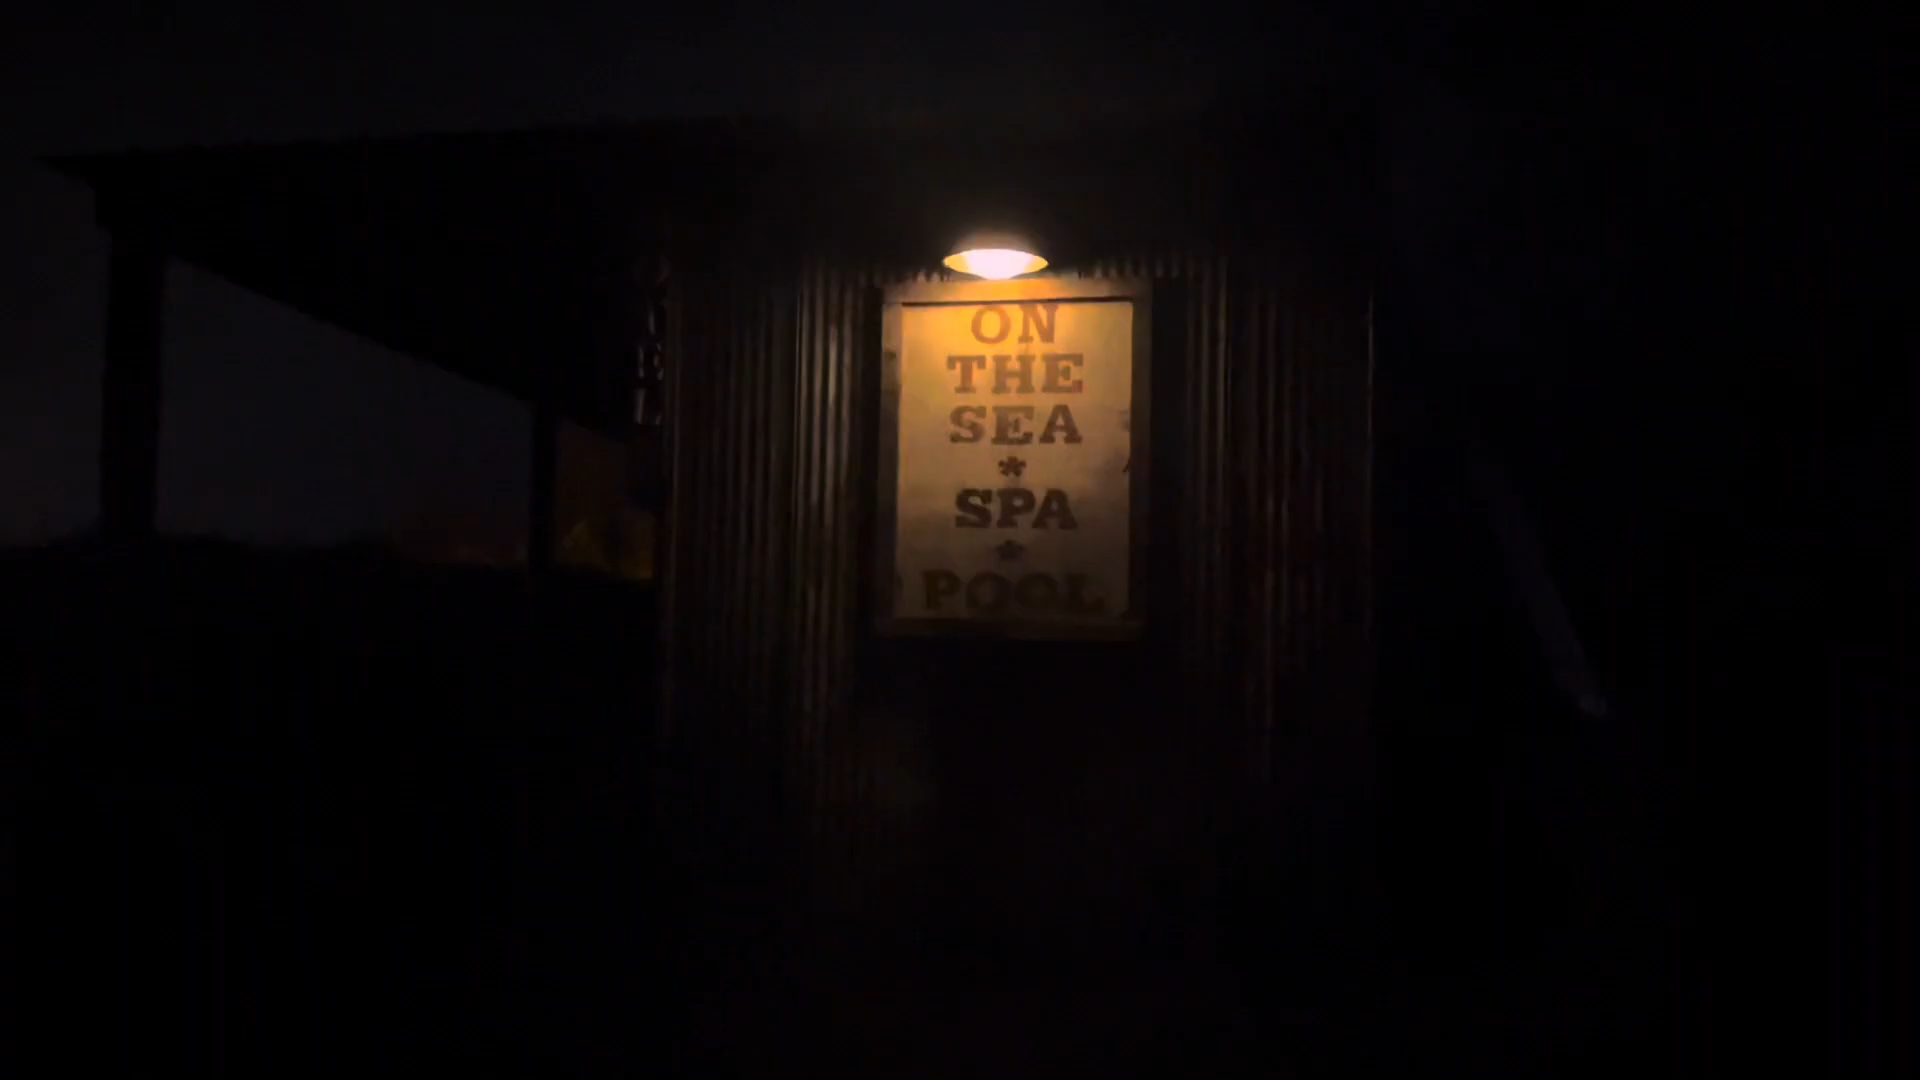 ON
THE
SEA
*
SPA
*
POOL